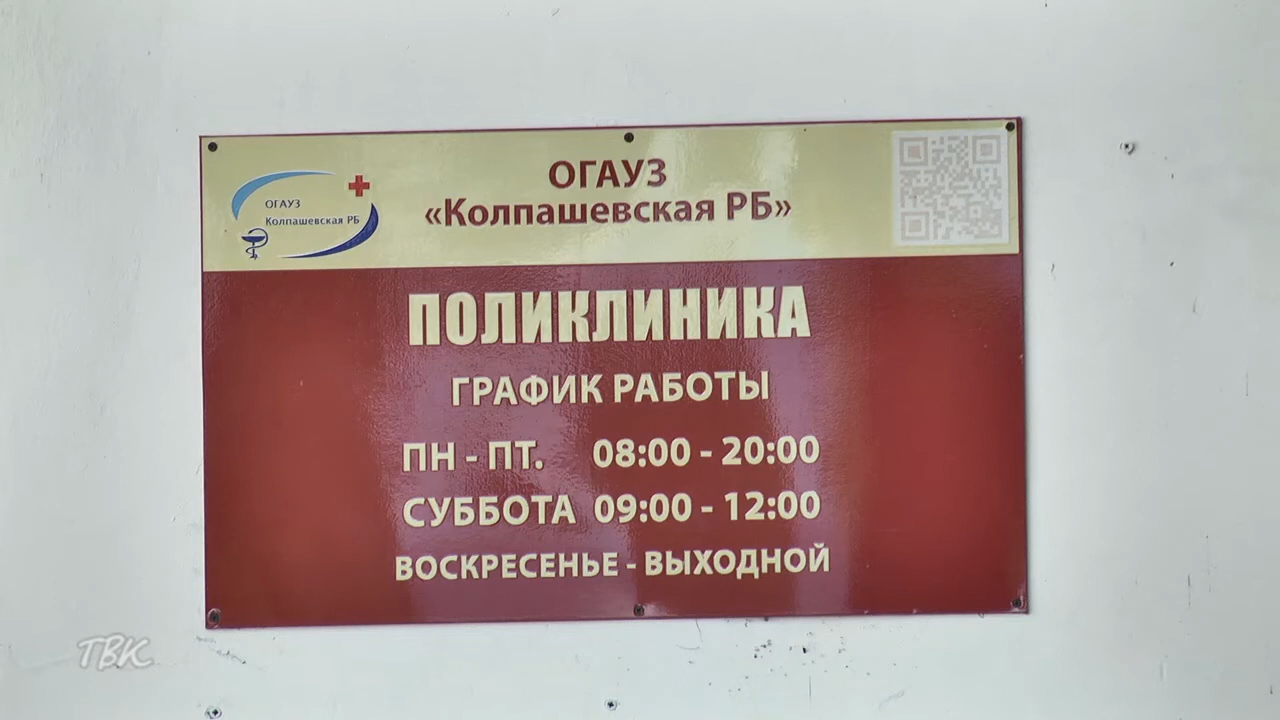 ОГАУЗ
«Колпашевская РБ»
ОГАУЗ
Колпашевская РБ
ПОЛИКЛИНИКА
ГРАФИК РАБОТЫ
ПН - ПТ. 08:00 - 20:00
СУББОТА 09:00 - 12:00
ВОСКРЕСЕНЬЕ - ВЫХОДНОЙ
ТВК